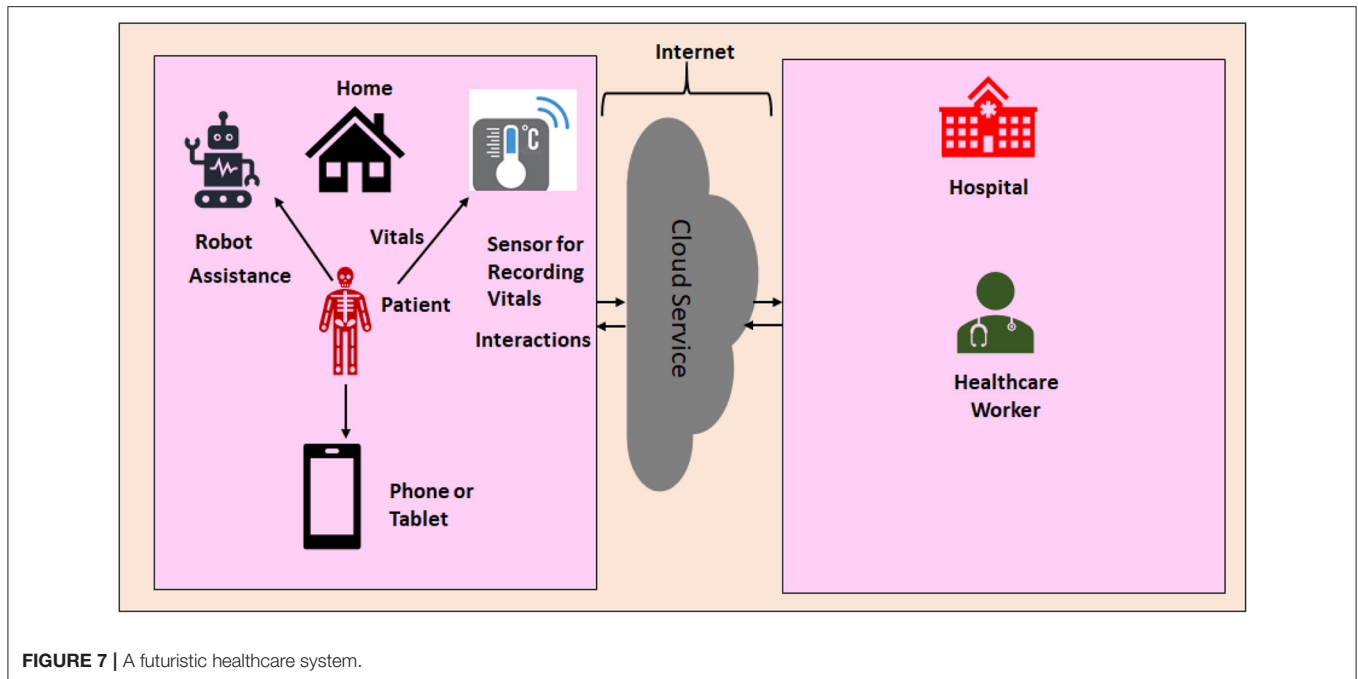 Internet
Home
°C
Robot
Assistance
Vitals
Patient
Sensor for
Recording
Vitals
Interactions
Phone or
Tablet
Cloud Service
Hospital
Healthcare
Worker
FIGURE 7 | A futuristic healthcare system.